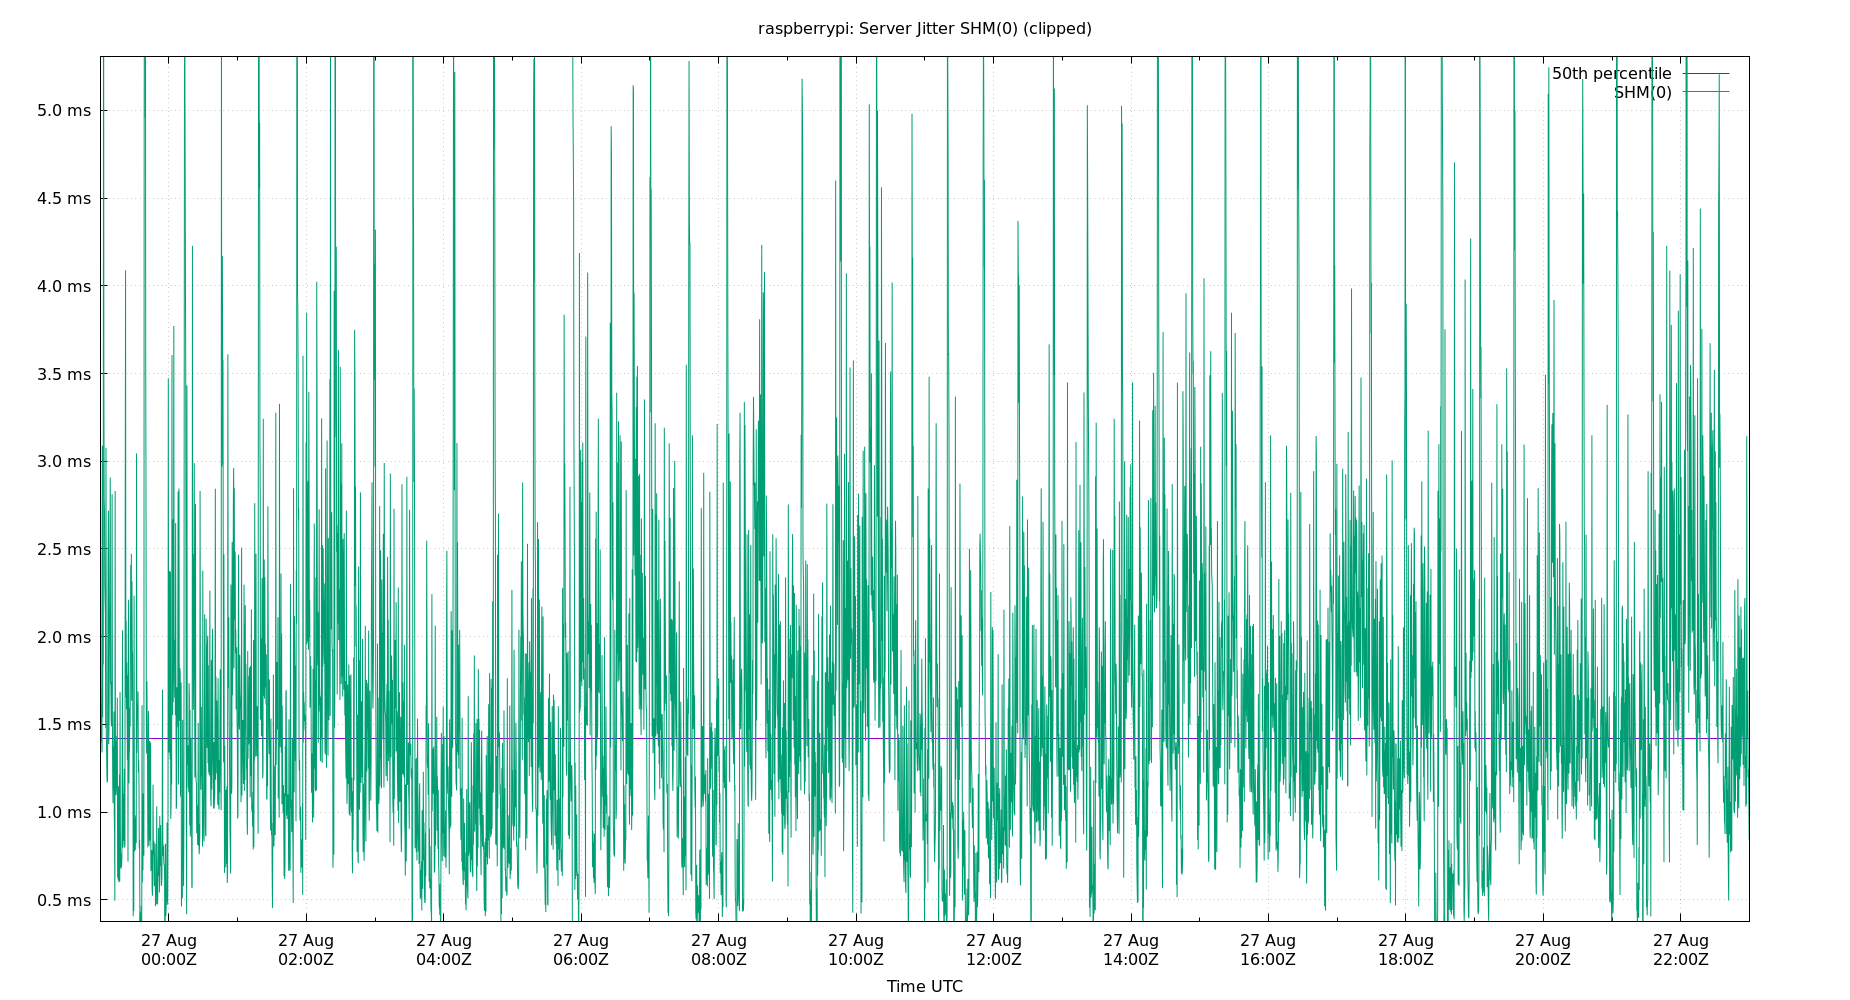 raspberrypi: Server Jitter SHM(0) (clipped)
50th percentile
SHM(0)
5.0 ms
4.5 ms
4.0 ms
3.5 ms
3.0 ms
2.5 ms
2.0 ms
1.5 ms
1.0 ms
0.5 ms
27 Aug 27 Aug 27 Aug 27 Aug 27 Aug 27 Aug 27 Aug 27 Aug 27 Aug 27 Aug 27 Aug 27 Aug
00:00Z 02:00Z 04:00Z 06:00Z 08:00Z 10:00Z 12:00Z 14:00Z 16:00Z 18:00Z 20:00Z 22:00Z
Time UTC